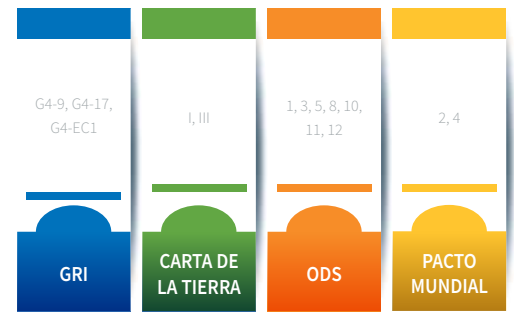 G4-9, G4-17,
G4-EC1
GRI
I, III
CARTA DE
LA TIERRA
1, 3, 5, 8, 10,
11, 12
ODS
2, 4
PACTO
MUNDIAL